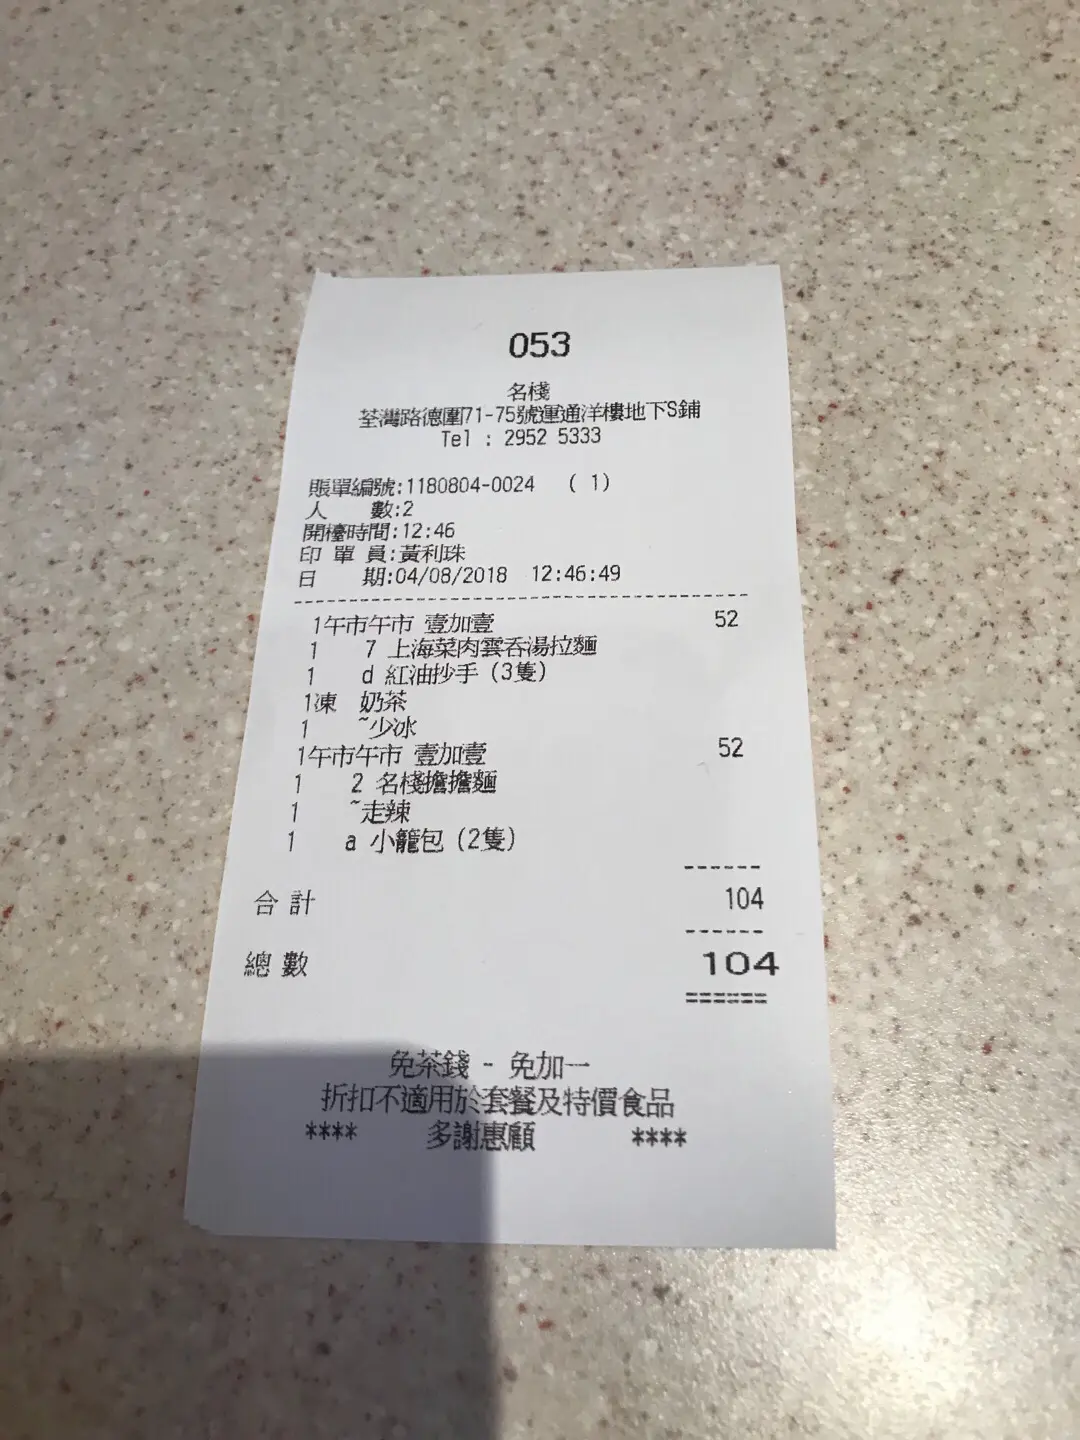 053
名棧
荃灣路德圍71-75號運通洋樓地下S鋪
Tel : 2952 5333
賬單編號:1180804-0024 ( 1)
人 數:2
開檯時間:12:46
印 單 員:黃利珠
日 期:04/08/2018 12:46:49
1午市午市 壹加壹 52
1 7 上海菜肉雲吞湯拉麵
1 d 紅油抄手 (3隻)
1凍 奶茶
1 ~少冰
1午市午市 壹加壹 52
1 2 名棧擔擔麵
1 ~走辣
1 a 小籠包 (2隻)
合 計 104
總 數 104
免茶錢 - 免加一
折扣不適用於套餐及特價食品
**** 多謝惠顧 ****